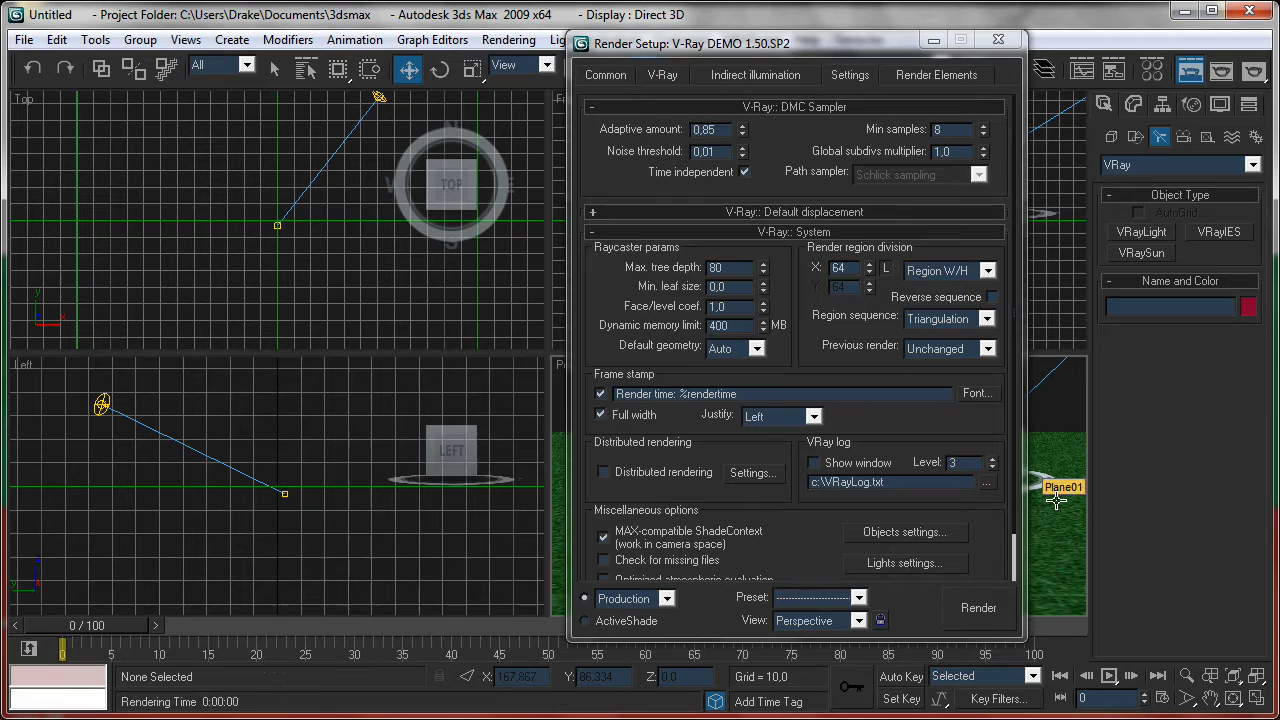 Untitled - Project Folder: C:\Users\Drake\Documents\3dsmax - Autodesk 3ds Max 2009 x64 - Display : Direct 3D
File Edit Tools Group Views Create Modifiers Animation Graph Editors Rendering
Render Setup: V-Ray DEMO 1.50.SP2
All View
Common V-Ray Indirect Illumination Settings Render Elements
Top
N
TOP
S
V-Ray:: DMC Sampler
Adaptive amount: 0,85 Min samples: 8
Noise threshold: 0,01 Global subdivs multiplier: 1,0
Time independent Path sampler: Schlick sampling
V-Ray:: Default displacement
V-Ray:: System
Raycaster params Render region division
Max. tree depth: 80 X: 64 L Region W/H
Min. leaf size: 0,0 Y: 64
Face/level coef. 1,0 Reverse sequence
Dynamic memory limit: 400 MB Region sequence: Triangulation
Default geometry: Auto Previous render: Unchanged
Frame stamp
Render time: %rendertime Font...
Full width Justify: Left
Distributed rendering VRay log
Distributed rendering Settings... Show window Level: 3
c:\VRayLog.txt ...
Miscellaneous options
MAX-compatible ShadeContext
(work in camera space) Objects settings...
Check for missing files
Optimized atmospheric evaluation Lights settings...
Production Preset: Render
ActiveShade View: Perspective
VRay
Object Type
AutoGrid
VRayLight VRayIES
VRaySun
Name and Color
Plane01
Left
LEFT
y
x
0 / 100
0 5 10 15 20 25 30 35 40 45 50 55 60 65 70 75 80 85 90 95 100
None Selected X: 167,867 Y: 86,334 Z: 0,0 Grid = 10,0 Auto Key Selected
Rendering Time 0:00:00 Add Time Tag Set Key Key Filters... 0